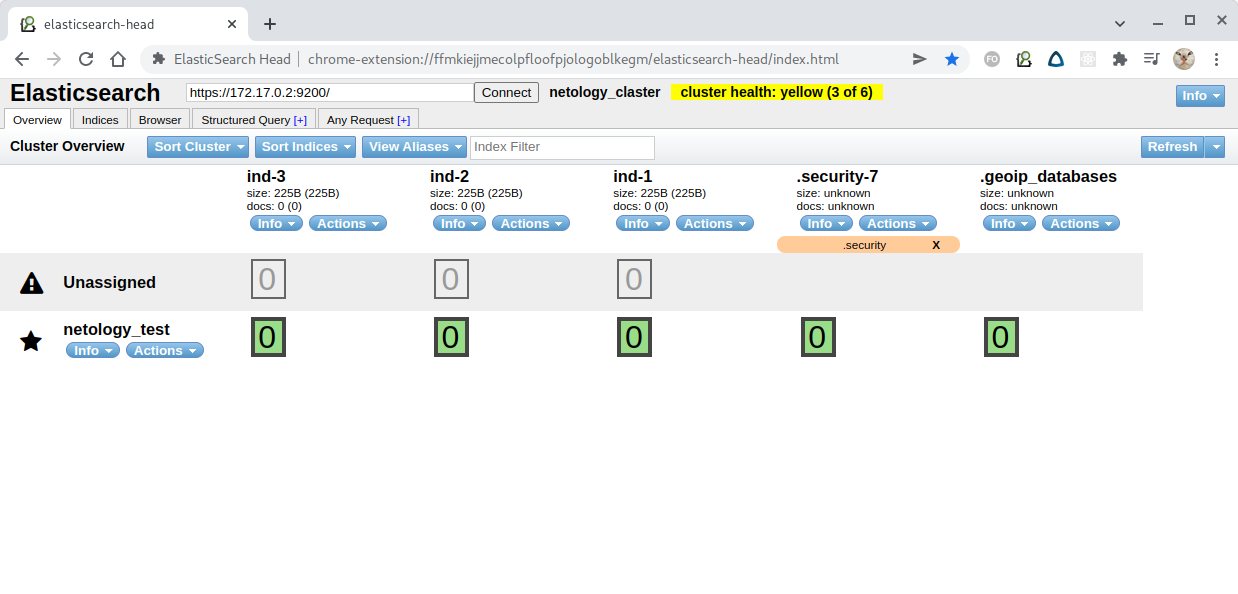 elasticsearch-head
ElasticSearch Head | chrome-extension://ffmkiejjmecolpfloofpjologoblkegm/elasticsearch-head/index.html
FO
Elasticsearch https://172.17.0.2:9200/ Connect netology_claster cluster health: yellow (3 of 6) Info
Overview Indices Browser Structured Query [+] Any Request [+]
Cluster Overview Sort Cluster Sort Indices View Aliases Index Filter Refresh
ind-3 ind-2 ind-1 .security-7 .geoip_databases
size: 225B (225B) size: 225B (225B) size: 225B (225B) size: unknown size: unknown
docs: 0 (0) docs: 0 (0) docs: 0 (0) docs: unknown docs: unknown
Info Actions Info Actions Info Actions Info Actions Info Actions
.security X
Unassigned 0 0 0
netology_test 0 0 0 0 0
Info Actions